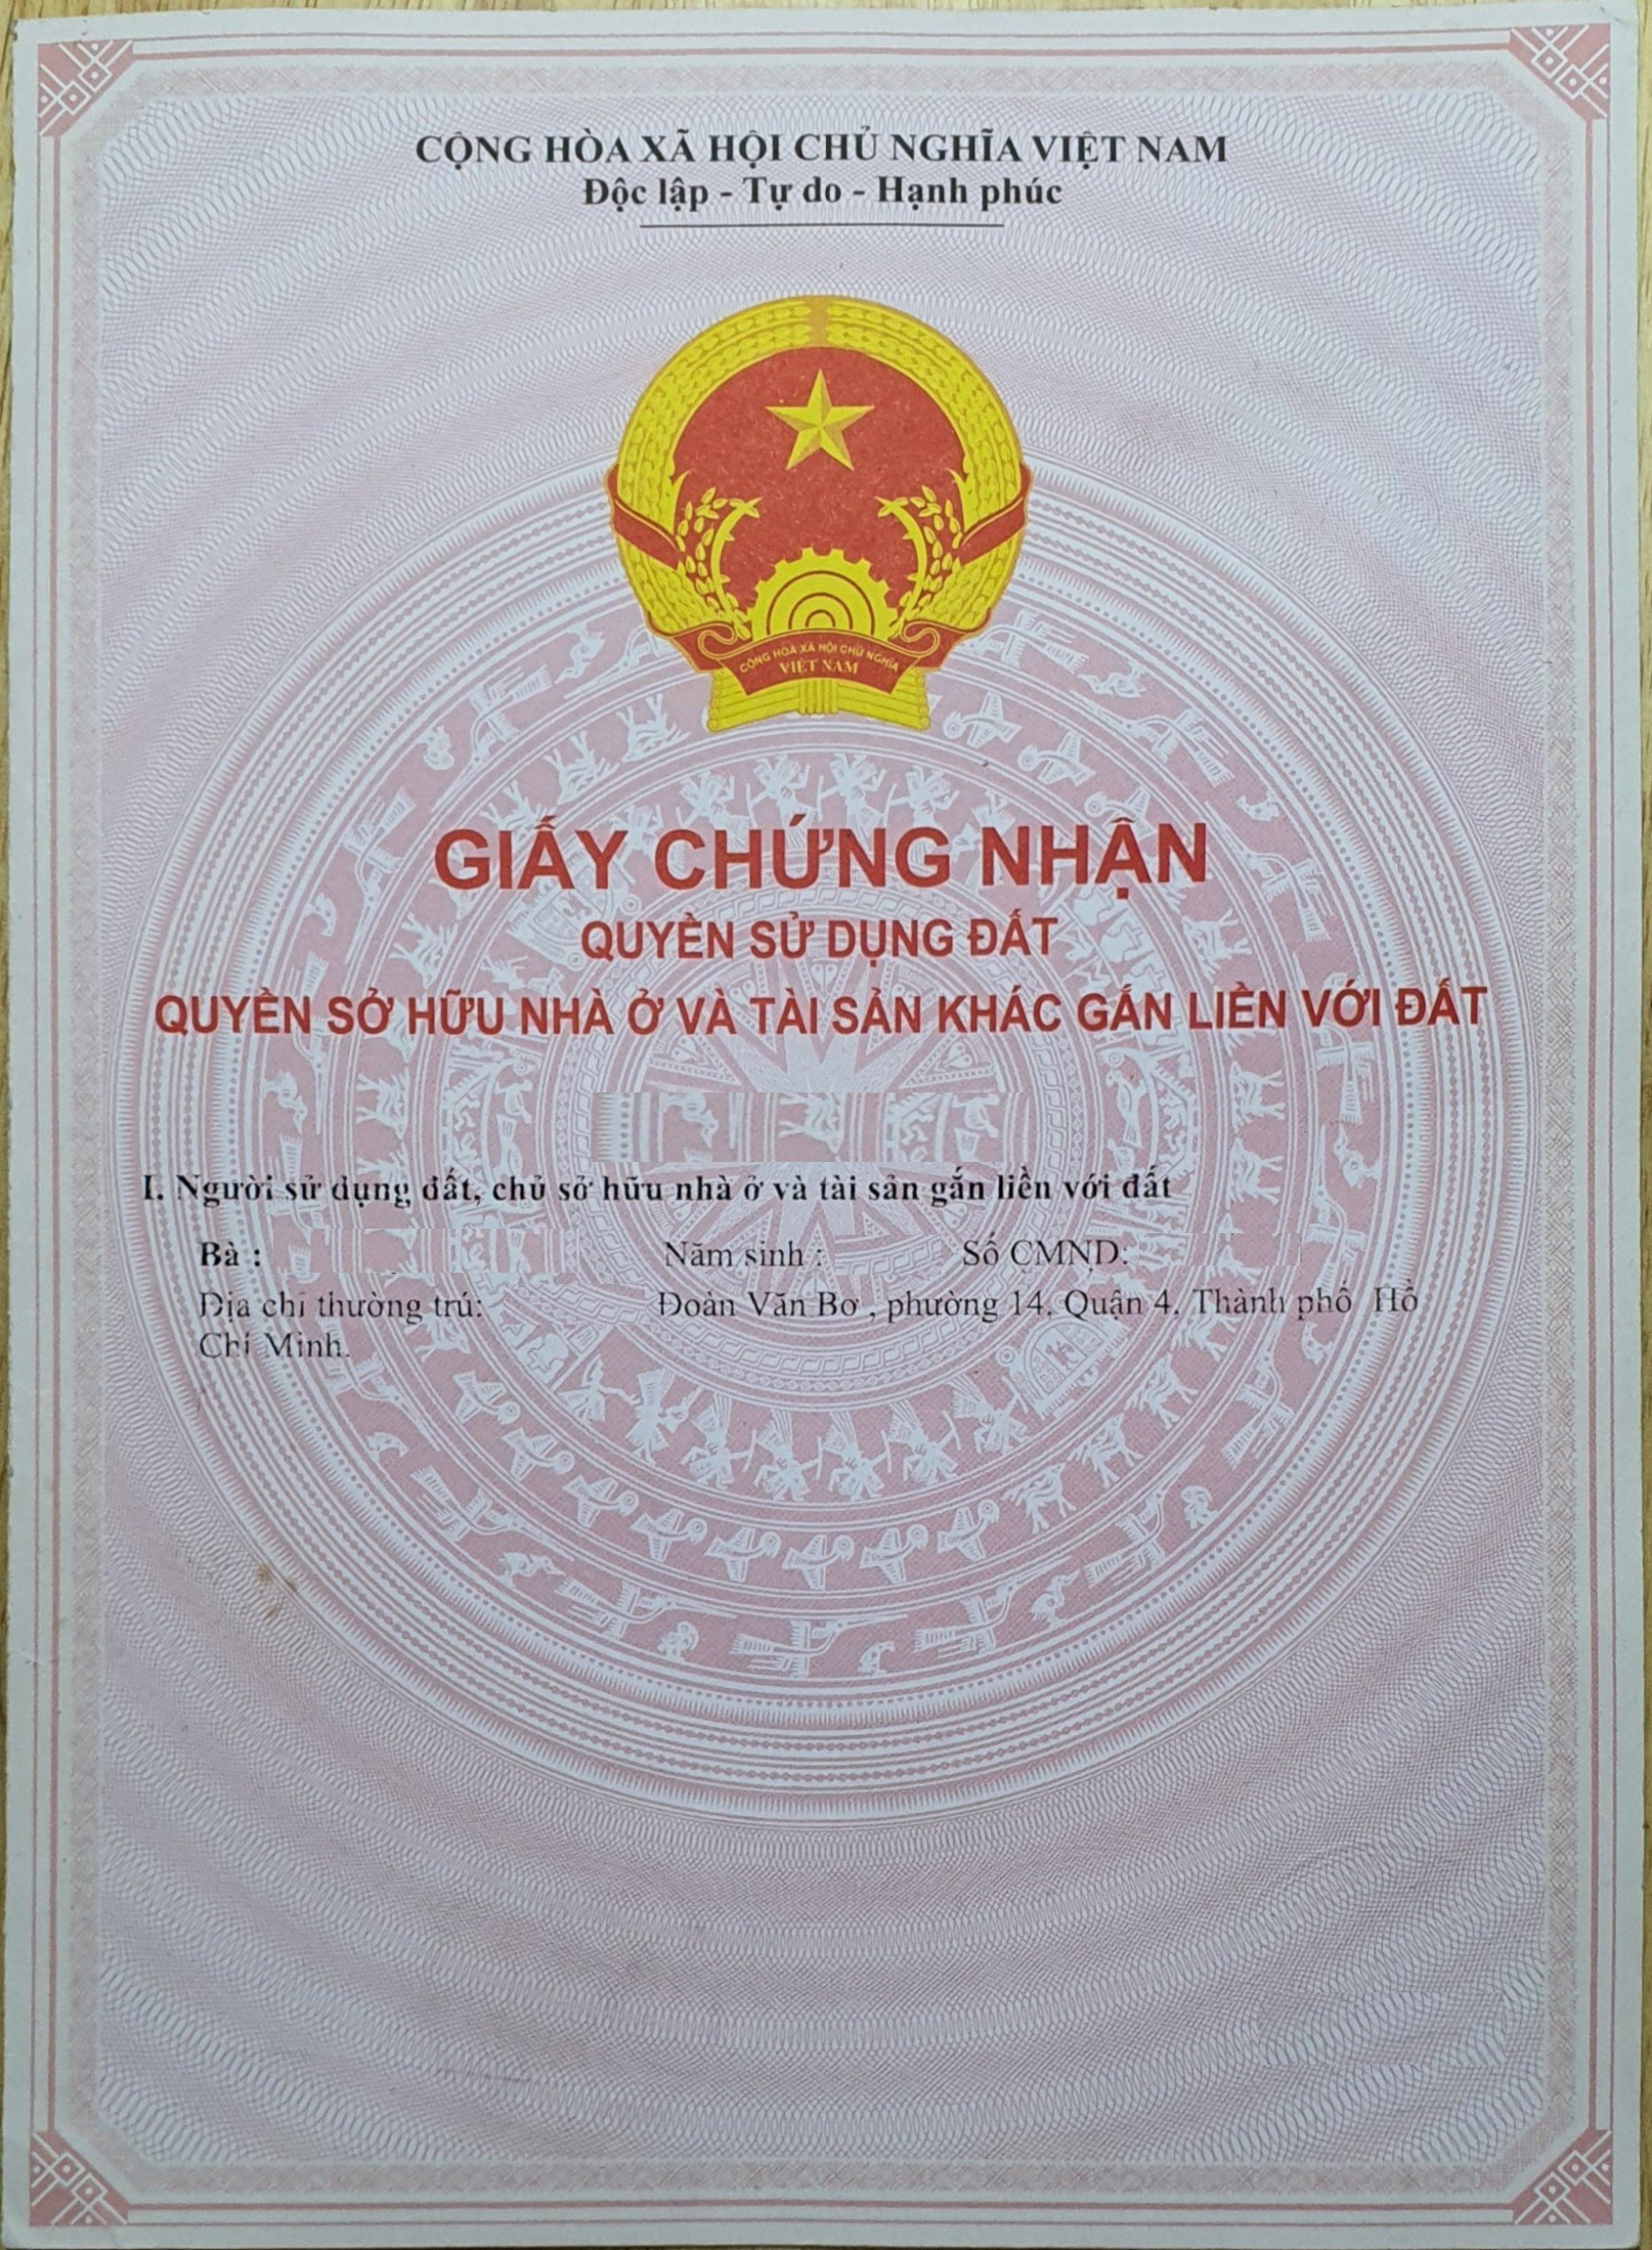 CỘNG HÒA XÃ HỘI CHỦ NGHĨA VIỆT NAM
Độc lập - Tự do - Hạnh phúc
CỘNG HÒA XÃ HỘI CHỦ NGHĨA
VIỆT NAM
GIẤY CHỨNG NHẬN
QUYỀN SỬ DỤNG ĐẤT
QUYỀN SỞ HỮU NHÀ Ở VÀ TÀI SẢN KHÁC GẮN LIỀN VỚI ĐẤT
I. Người sử dụng đất, chủ sở hữu nhà ở và tài sản gắn liền với đất
Bà : Năm sinh : Số CMND:
Địa chỉ thường trú: Đoàn Văn Bơ , phường 14, Quận 4, Thành phố Hồ
Chí Minh.